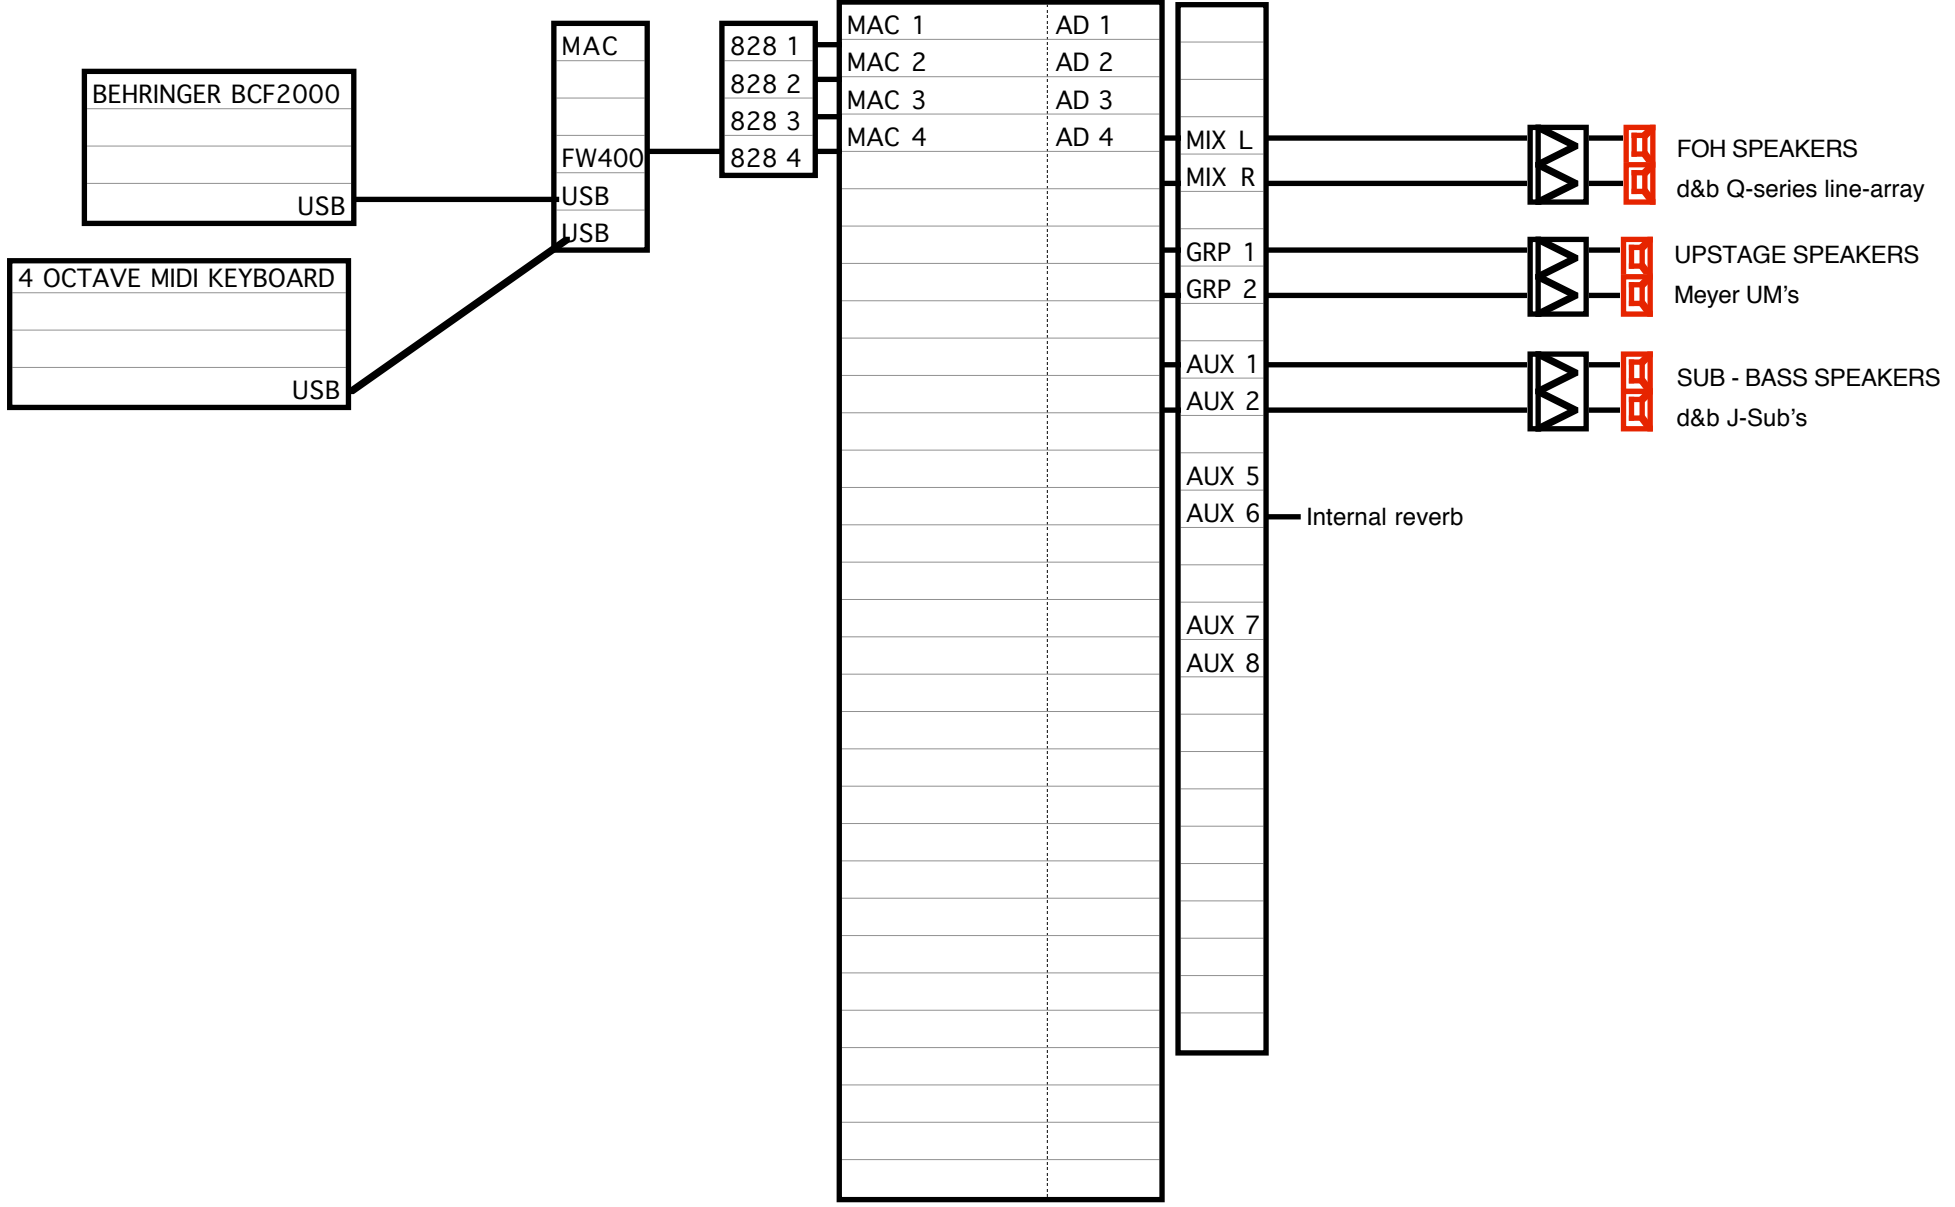 BEHRINGER BCF2000
USB
4 OCTAVE MIDI KEYBOARD
USB
MAC
FW400
USB
USB
828 1
828 2
828 3
828 4
MAC 1 AD 1
MAC 2 AD 2
MAC 3 AD 3
MAC 4 AD 4
MIX L
MIX R
GRP 1
GRP 2
AUX 1
AUX 2
AUX 5
AUX 6
AUX 7
AUX 8
Internal reverb
FOH SPEAKERS
d&b Q-series line-array
UPSTAGE SPEAKERS
Meyer UM's
SUB - BASS SPEAKERS
d&b J-Sub's